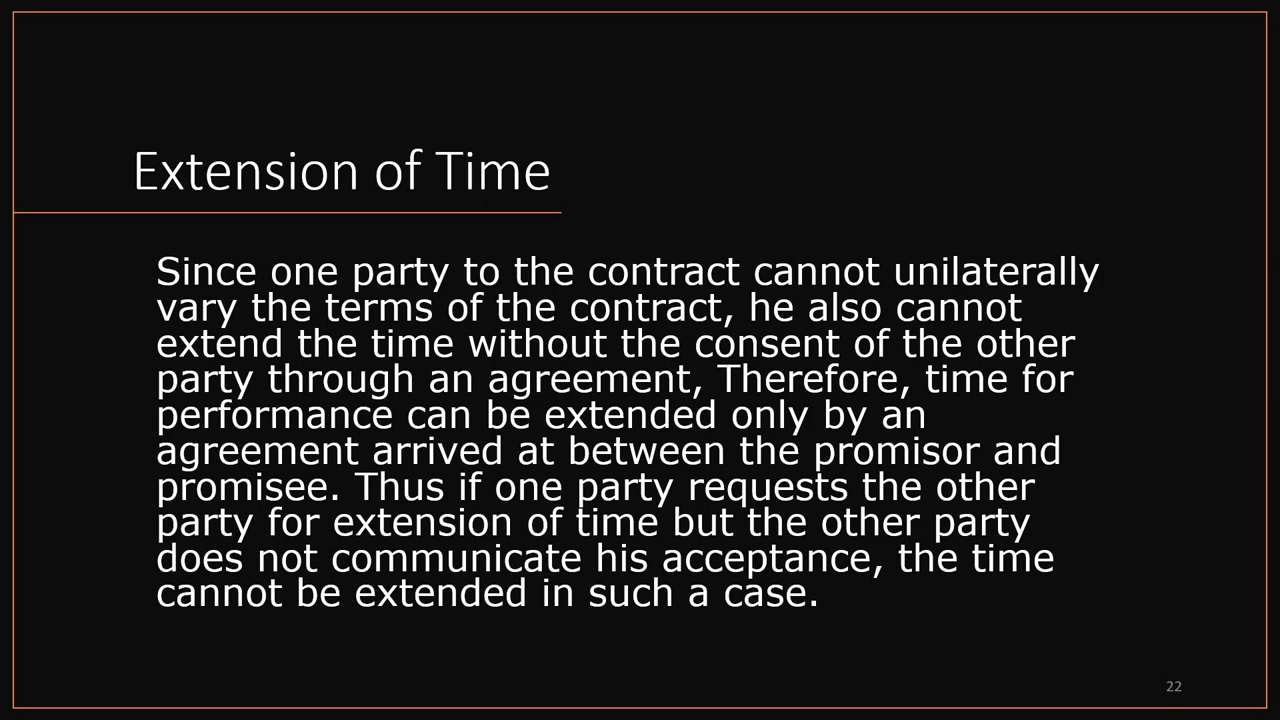 Extension of Time
Since one party to the contract cannot unilaterally
vary the terms of the contract, he also cannot
extend the time without the consent of the other
party through an agreement, Therefore, time for
performance can be extended only by an
agreement arrived at between the promisor and
promisee. Thus if one party requests the other
party for extension of time but the other party
does not communicate his acceptance, the time
cannot be extended in such a case.
22